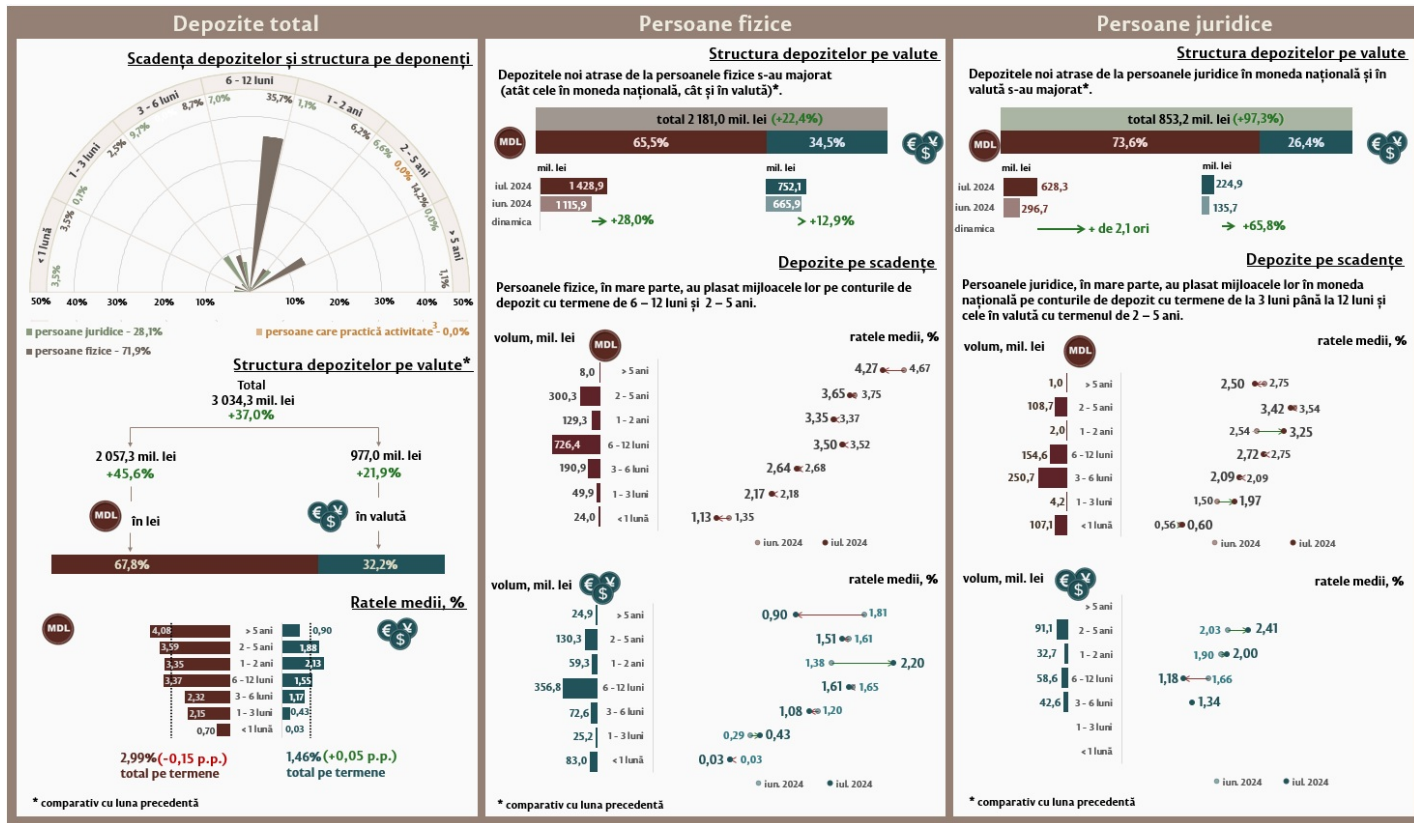 Depozite total
Scadența depozitelor și structura pe deponenți
6 - 12 luni
3 - 6 luni
8,7%
7,0%
35,7%
1,1%
1 - 2 ani
9,7%
2,5%
6,2%
6,6%
0,0%
2 - 5 ani
1 - 3 luni
0,1%
3,5%
14,2%
0,0%
< 1 lună
3,5%
> 5 ani
1,1%
50% 40% 30% 20% 10% 10% 20% 30% 40% 50%
persoane juridice - 28,1%
persoane care practică activitate³ - 0,0%
persoane fizice - 71,9%
Structura depozitelor pe valute*
Total
3 034,3 mil. lei
+37,0%
2 057,3 mil. lei
+45,6%
977,0 mil. lei
+21,9%
MDL
în lei
€ ¥ $
în valută
67,8%
32,2%
Ratele medii, %
MDL
€ ¥ $
4,08 > 5 ani 0,90
3,59 2 - 5 ani 1,88
3,35 1 - 2 ani 2,13
3,37 6 - 12 luni 1,55
2,32 3 - 6 luni 1,17
2,15 1 - 3 luni 0,43
0,70 < 1 lună 0,03
2,99% (-0,15 p.p.)
total pe termene
1,46% (+0,05 p.p.)
total pe termene
* comparativ cu luna precedentă
Persoane fizice
Structura depozitelor pe valute
Depozitele noi atrase de la persoanele fizice s-au majorat
(atât cele în moneda națională, cât și în valută)*.
total 2 181,0 mil. lei (+22,4%)
MDL
65,5%
34,5%
€ ¥ $
mil. lei
mil. lei
iul. 2024 1 428,9 752,1
iun. 2024 1 115,9 665,9
dinamica +28,0% +12,9%
Depozite pe scadențe
Persoanele fizice, în mare parte, au plasat mijloacele lor pe conturile de
depozit cu termene de 6 – 12 luni și 2 – 5 ani.
volum, mil. lei
MDL
ratele medii, %
8,0 > 5 ani 4,27 4,67
300,3 2 - 5 ani 3,65 3,75
129,3 1 - 2 ani 3,35 3,37
726,4 6 - 12 luni 3,50 3,52
190,9 3 - 6 luni 2,64 2,68
49,9 1 - 3 luni 2,17 2,18
24,0 < 1 lună 1,13 1,35
iun. 2024 iul. 2024
volum, mil. lei
€ ¥ $
ratele medii, %
24,9 > 5 ani 0,90 1,81
130,3 2 - 5 ani 1,51 1,61
59,3 1 - 2 ani 1,38 2,20
356,8 6 - 12 luni 1,61 1,65
72,6 3 - 6 luni 1,08 1,20
25,2 1 - 3 luni 0,29 0,43
83,0 < 1 lună 0,03 0,03
iun. 2024 iul. 2024
* comparativ cu luna precedentă
Persoane juridice
Structura depozitelor pe valute
Depozitele noi atrase de la persoanele juridice în moneda națională și în
valută s-au majorat*.
total 853,2 mil. lei (+97,3%)
MDL
73,6%
26,4%
€ ¥ $
mil. lei
mil. lei
iul. 2024 628,3 224,9
iun. 2024 296,7 135,7
dinamica + de 2,1 ori +65,8%
Depozite pe scadențe
Persoanele juridice, în mare parte, au plasat mijloacele lor în moneda
națională pe conturile de depozit cu termene de la 3 luni până la 12 luni și
cele în valută cu termenul de 2 – 5 ani.
volum, mil. lei
MDL
ratele medii, %
1,0 > 5 ani 2,50 2,75
108,7 2 - 5 ani 3,42 3,54
2,0 1 - 2 ani 2,54 3,25
154,6 6 - 12 luni 2,72 2,75
250,7 3 - 6 luni 2,09 2,09
4,2 1 - 3 luni 1,50 1,97
107,1 < 1 lună 0,56 0,60
iun. 2024 iul. 2024
volum, mil. lei
€ ¥ $
ratele medii, %
> 5 ani
91,1 2 - 5 ani 2,03 2,41
32,7 1 - 2 ani 1,90 2,00
58,6 6 - 12 luni 1,18 1,66
42,6 3 - 6 luni 1,34
1 - 3 luni
< 1 lună
iun. 2024 iul. 2024
* comparativ cu luna precedentă